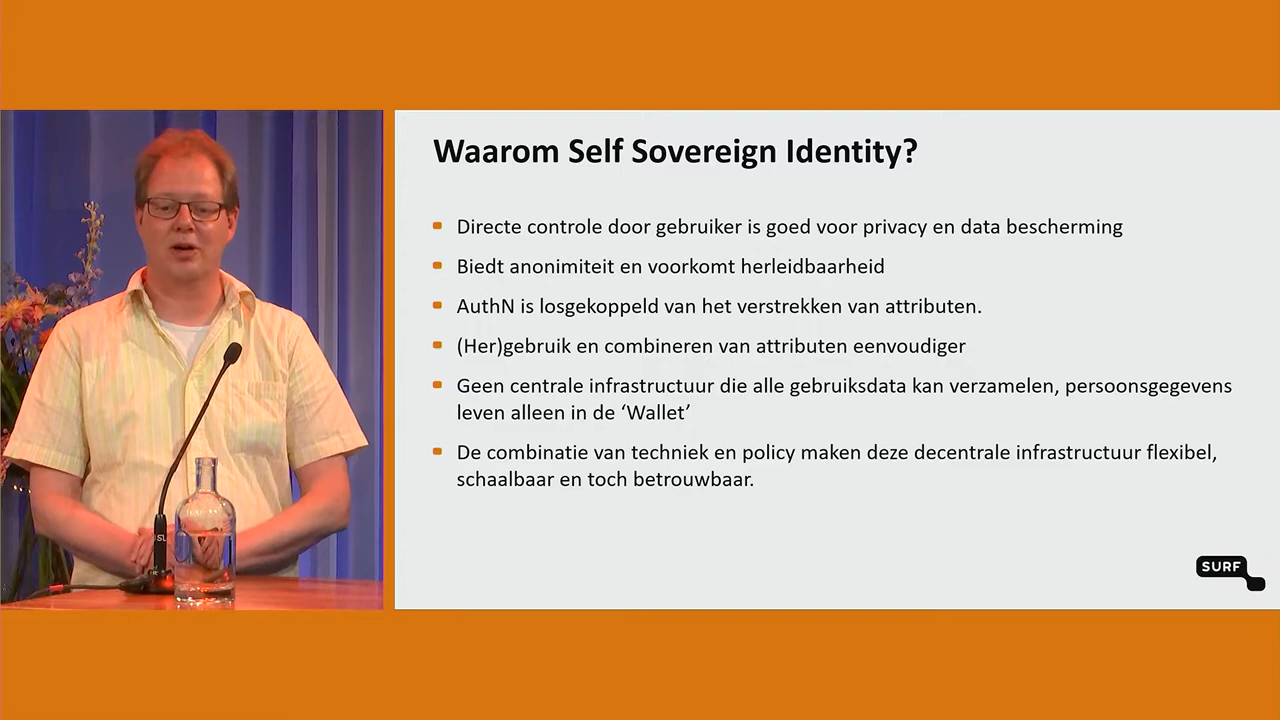 Waarom Self Sovereign Identity?
Directe controle door gebruiker is goed voor privacy en data bescherming
Biedt anonimiteit en voorkomt herleidbaarheid
AuthN is losgekoppeld van het verstrekken van attributen.
(Her)gebruik en combineren van attributen eenvoudiger
Geen centrale infrastructuur die alle gebruiksdata kan verzamelen, persoonsgegevens
leven alleen in de ‘Wallet’
De combinatie van techniek en policy maken deze decentrale infrastructuur flexibel,
schaalbaar en toch betrouwbaar.
SURF